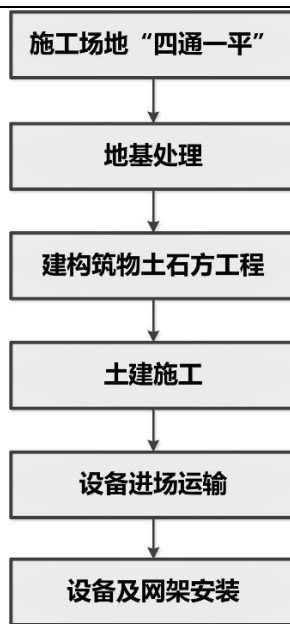 施工场地“四通一平”
地基处理
建构筑物土石方工程
土建施工
设备进场运输
设备及网架安装